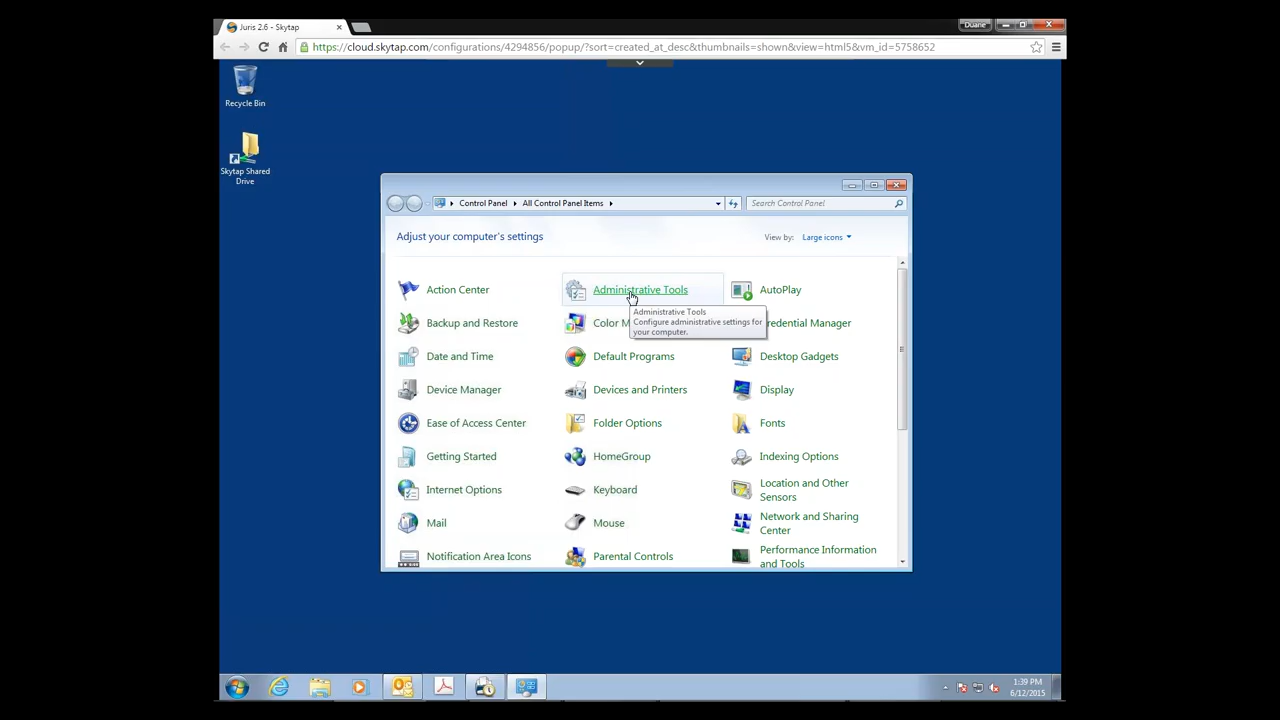 Juris 2.6 - Skytap
Duane
https://cloud.skytap.com/configurations/4294856/popup/?sort=created_at_desc&thumbnails=shown&view=html5&vm_id=5758652
Recycle Bin
Skytap Shared
Drive
Control Panel
All Control Panel Items
Search Control Panel
Adjust your computer's settings
View by:
Large icons
Action Center
Administrative Tools
AutoPlay
Administrative Tools
Configure administrative settings for
your computer.
Backup and Restore
Color M
redential Manager
Date and Time
Default Programs
Desktop Gadgets
Device Manager
Devices and Printers
Display
Ease of Access Center
Folder Options
Fonts
Getting Started
HomeGroup
Indexing Options
Internet Options
Keyboard
Location and Other
Sensors
Mail
Mouse
Network and Sharing
Center
Notification Area Icons
Parental Controls
Performance Information
and Tools
1:39 PM
6/12/2015